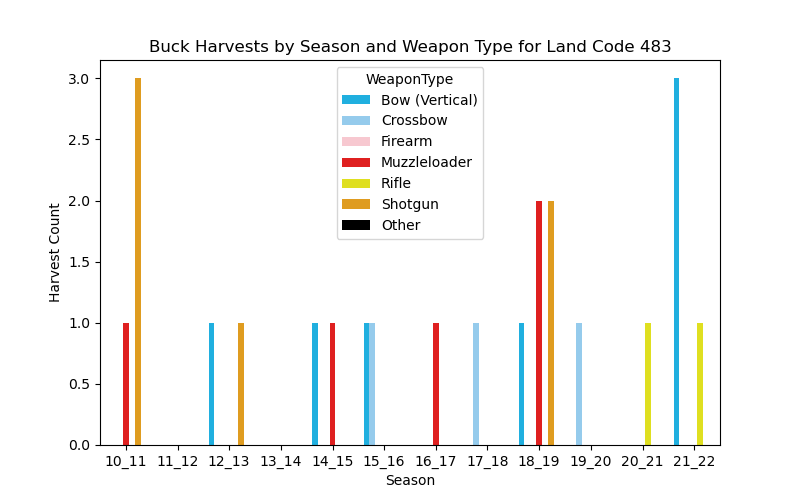 Buck Harvests by Season and Weapon Type for Land Code 483
WeaponType
Bow (Vertical)
Crossbow
Firearm
Muzzleloader
Rifle
Shotgun
Other
Harvest Count
3.0
2.5
2.0
1.5
1.0
0.5
0.0
10_11 11_12 12_13 13_14 14_15 15_16 16_17 17_18 18_19 19_20 20_21 21_22
Season